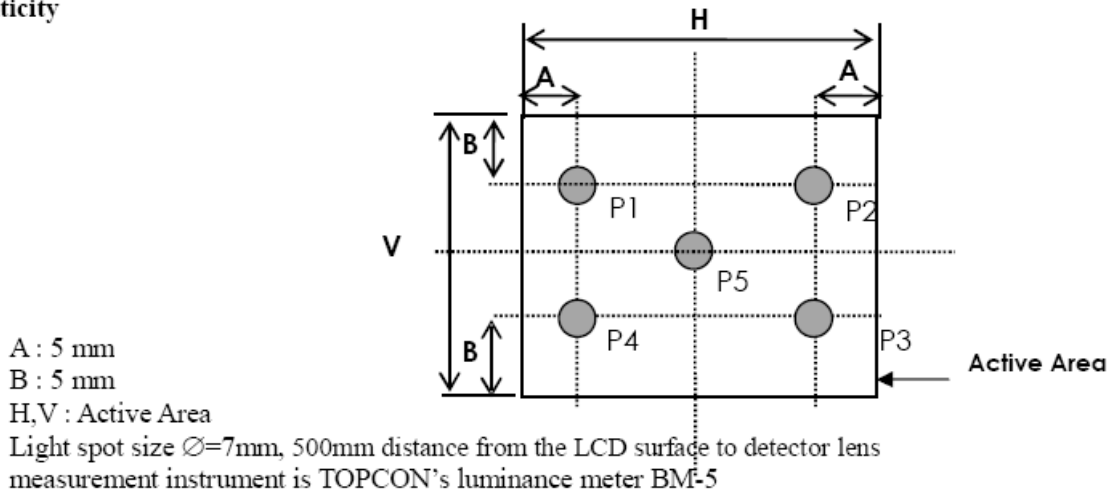 ticity
H
A
A
B
P1
P2
V
P5
B
P4
P3
Active Area
A : 5 mm
B : 5 mm
H,V : Active Area
Light spot size ∅=7mm, 500mm distance from the LCD surface to detector lens
measurement instrument is TOPCON's luminance meter BM-5